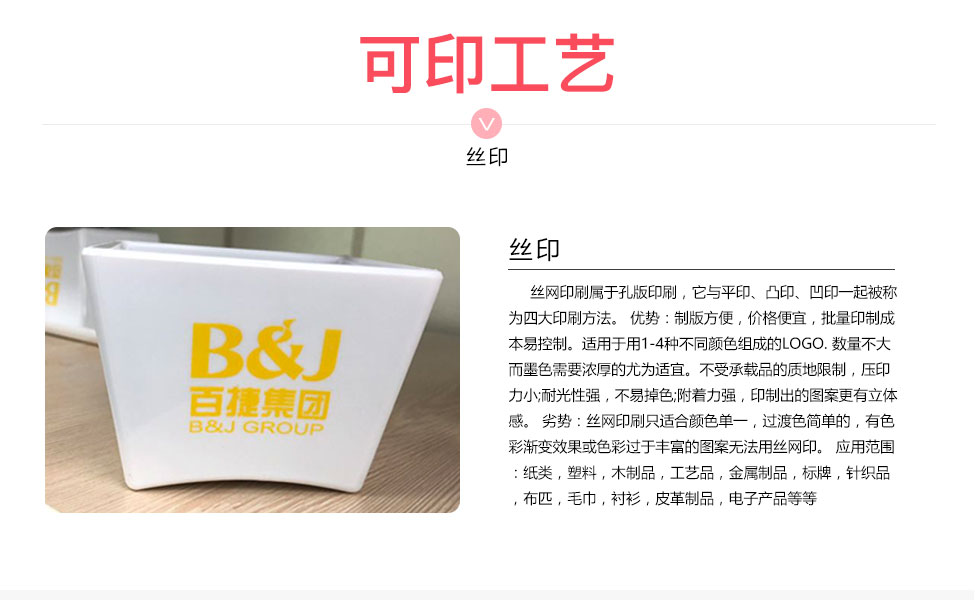 可印工艺
丝印
B&J
百捷集团
B&J GROUP
丝印
丝网印刷属于孔版印刷，它与平印、凸印、凹印一起被称
为四大印刷方法。 优势：制版方便，价格便宜，批量印制成
本易控制。适用于用1-4种不同颜色组成的LOGO. 数量不大
而墨色需要浓厚的尤为适宜。不受承载品的质地限制，压印
力小;耐光性强，不易掉色;附着力强，印制出的图案更有立体
感。 劣势：丝网印刷只适合颜色单一，过渡色简单的，有色
彩渐变效果或色彩过于丰富的图案无法用丝网印。 应用范围
：纸类，塑料，木制品，工艺品，金属制品，标牌，针织品
，布匹，毛巾，衬衫，皮革制品，电子产品等等